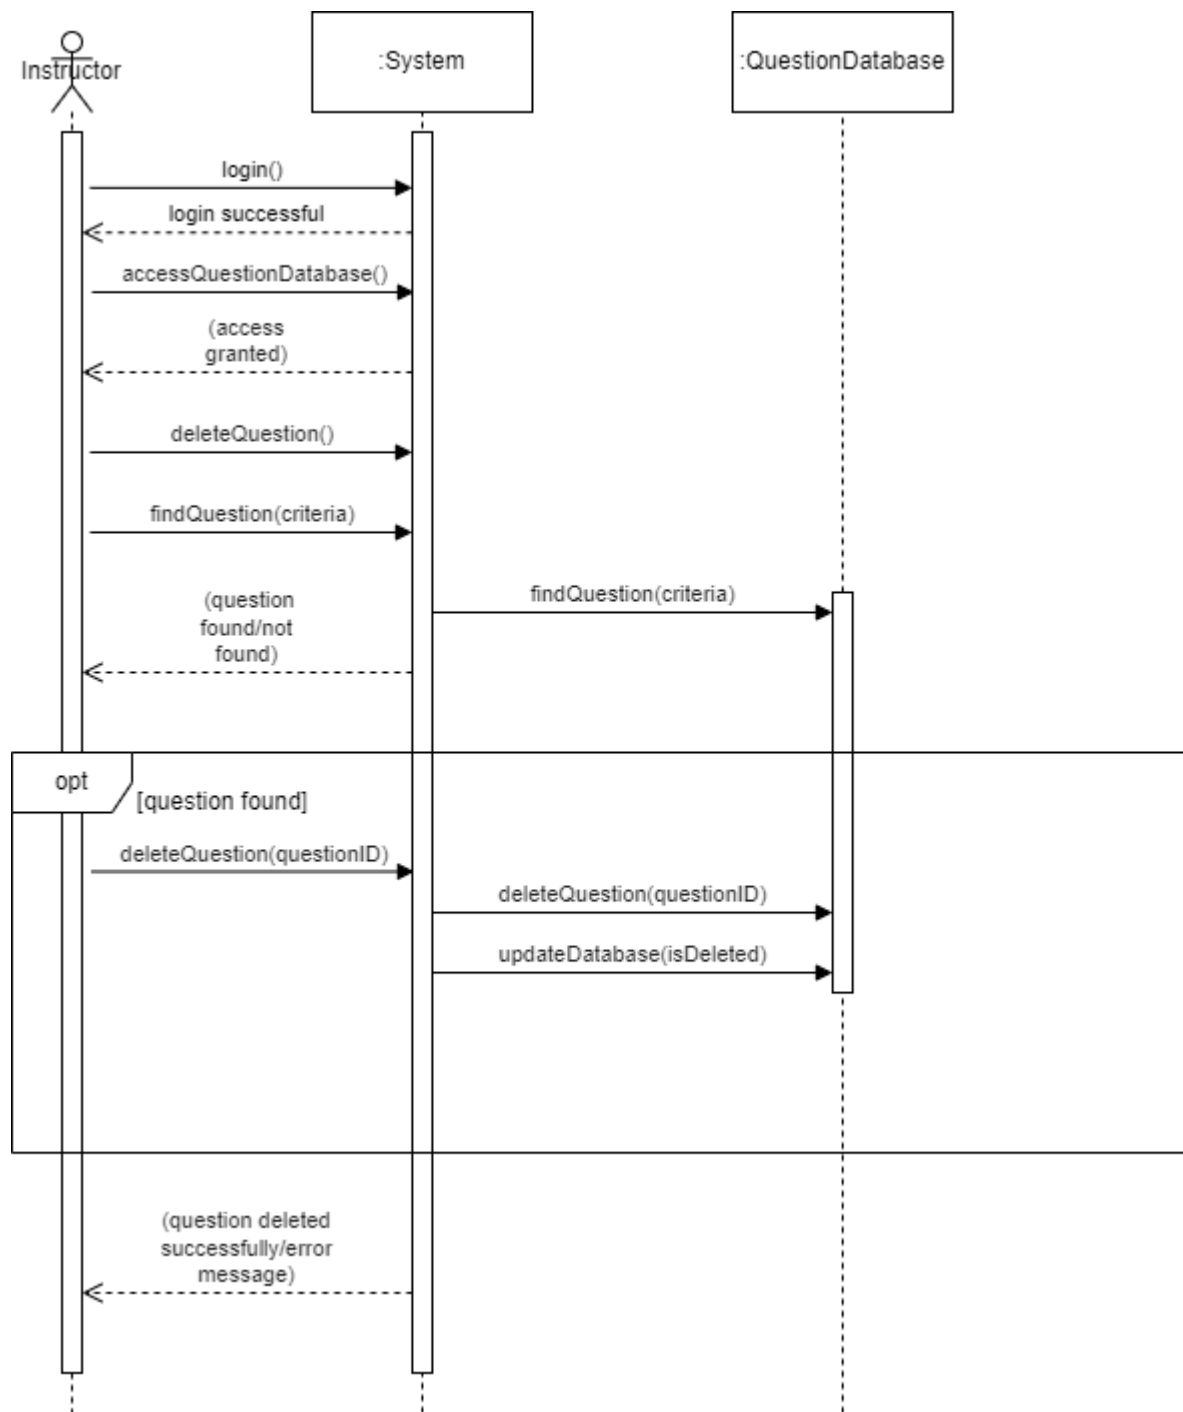 Instructor
:System
:QuestionDatabase
login()
login successful
accessQuestionDatabase()
(access
granted)
deleteQuestion()
findQuestion(criteria)
findQuestion(criteria)
(question
found/not
found)
opt
[question found]
deleteQuestion(questionID)
deleteQuestion(questionID)
updateDatabase(isDeleted)
(question deleted
successfully/error
message)